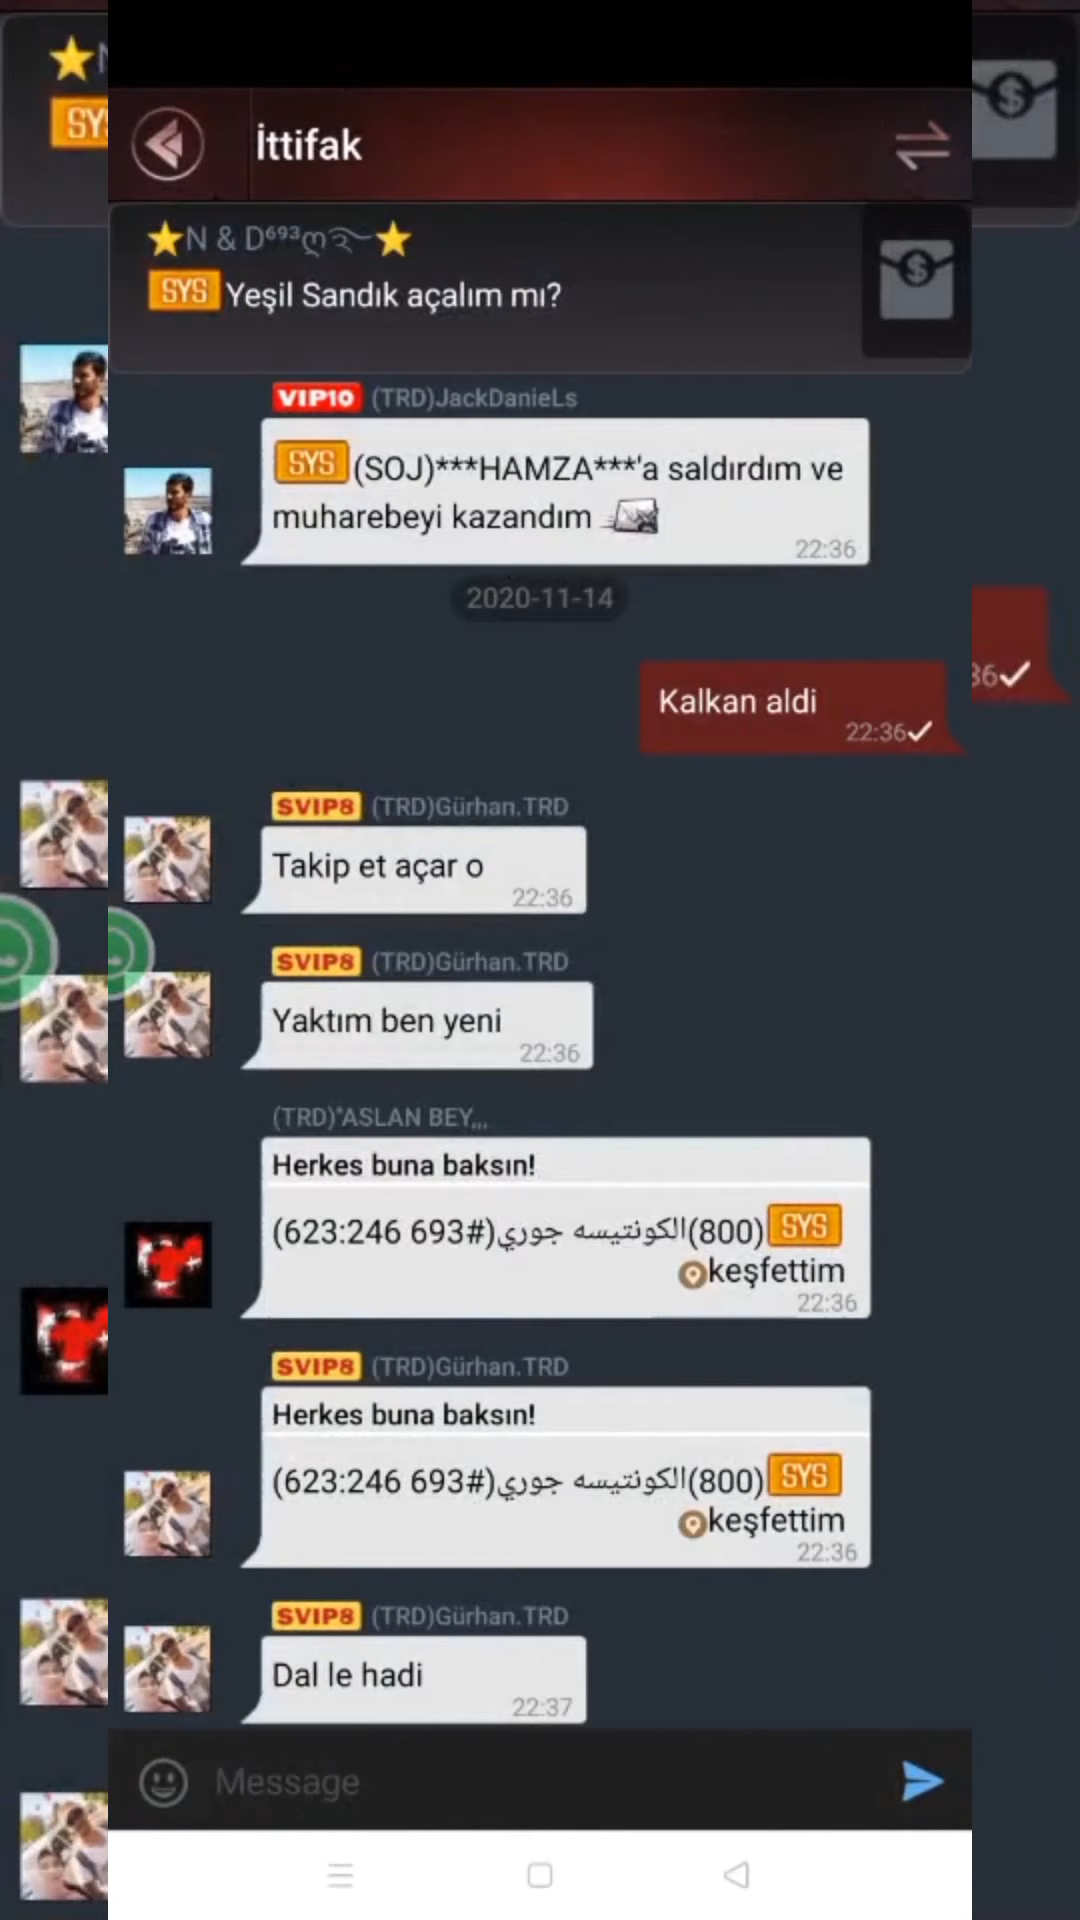 İttifak
⭐N & D⁶⁹³ღ⭐
SYS Yeşil Sandık açalım mı?
VIP10 (TRD)JackDanieLs
SYS (SOJ)***HAMZA***'a saldırdım ve
muharebeyi kazandım
22:36
2020-11-14
Kalkan aldi
22:36
SVIP8 (TRD)Gürhan.TRD
Takip et açar o
22:36
SVIP8 (TRD)Gürhan.TRD
Yaktım ben yeni
22:36
(TRD)"ASLAN BEY,,,
Herkes buna baksın!
SYS (800)الكونتيسه جوري(#693 623:246)
keşfettim
22:36
SVIP8 (TRD)Gürhan.TRD
Herkes buna baksın!
SYS (800)الكونتيسه جوري(#693 623:246)
keşfettim
22:36
SVIP8 (TRD)Gürhan.TRD
Dal le hadi
22:37
Message